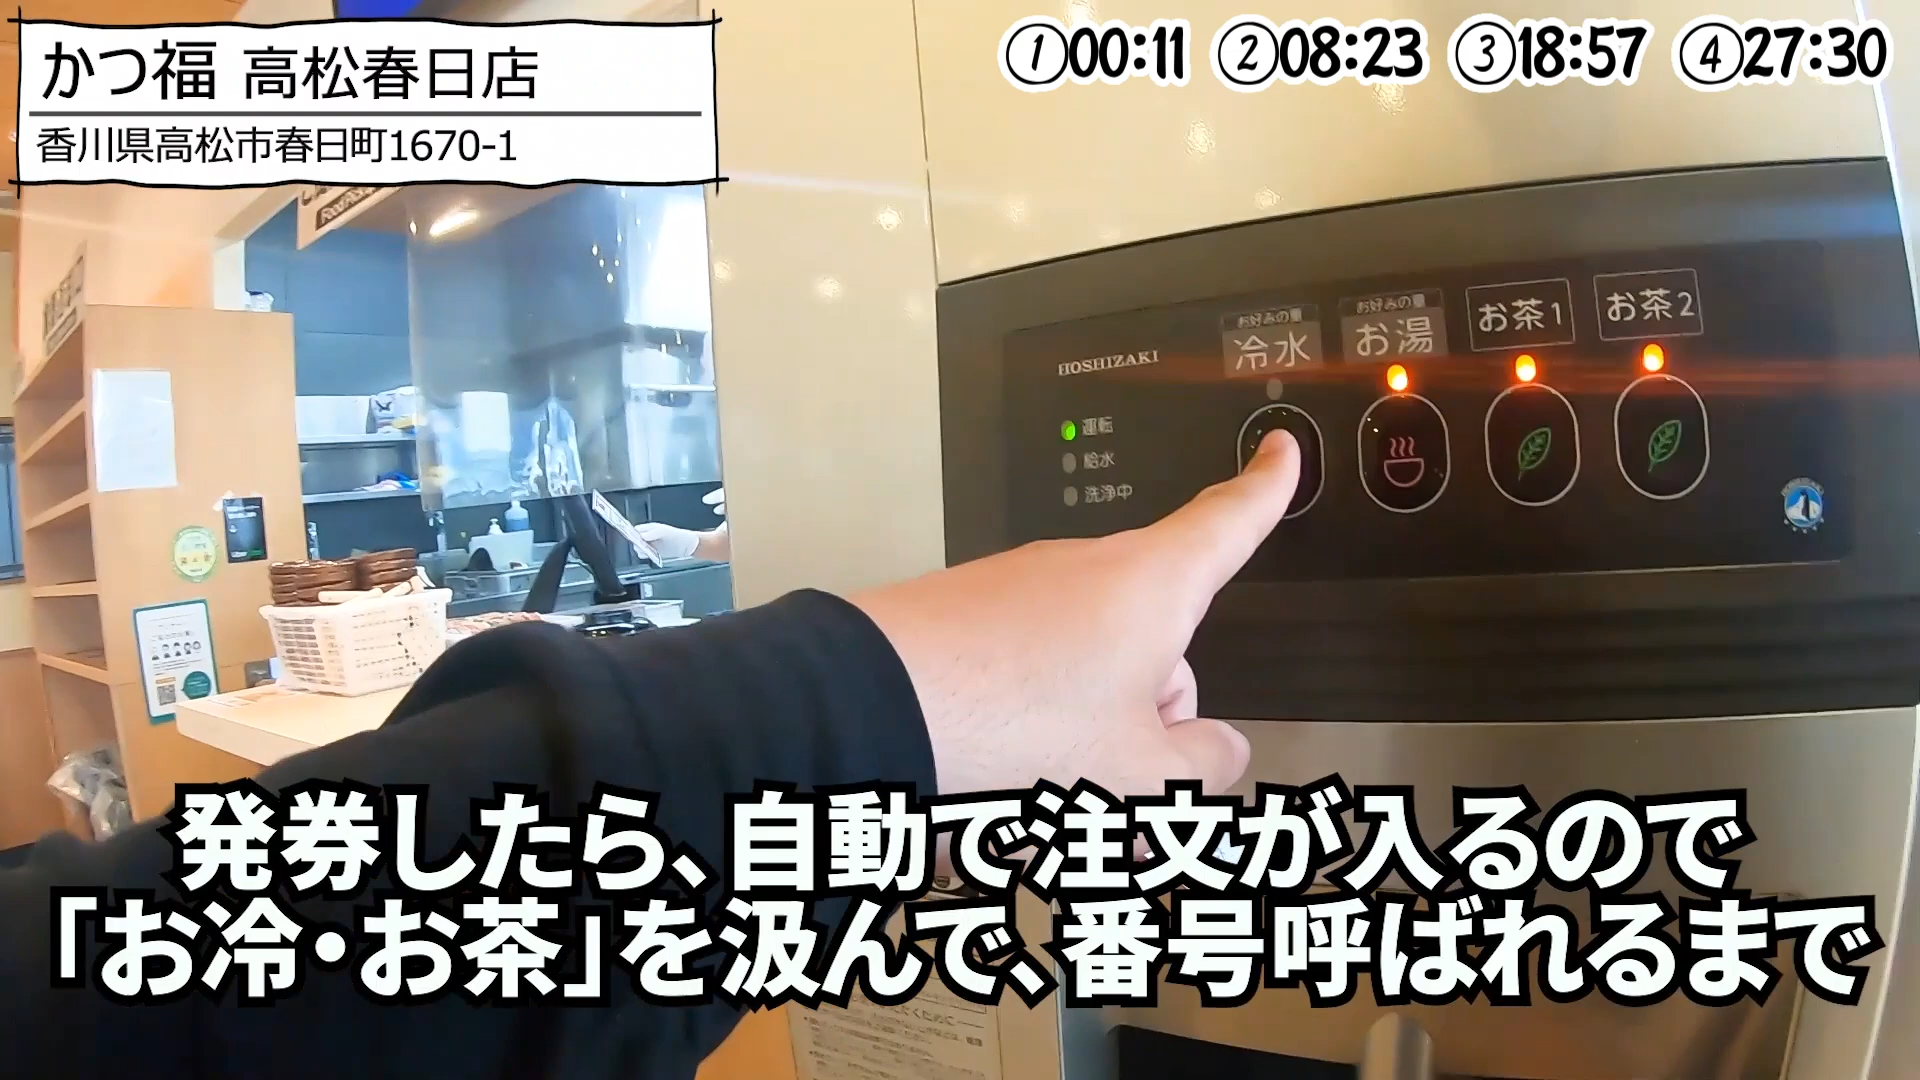 かつ福 高松春日店
香川県高松市春日町1670-1
①00:11 ②08:23 ③18:57 ④27:30
HOSHIZAKI
運転
給水
洗浄中
お好みの量
冷水
お好みの量
お湯
お茶1
お茶2
発券したら、自動で注文が入るので
「お冷・お茶」を汲んで、番号呼ばれるまで